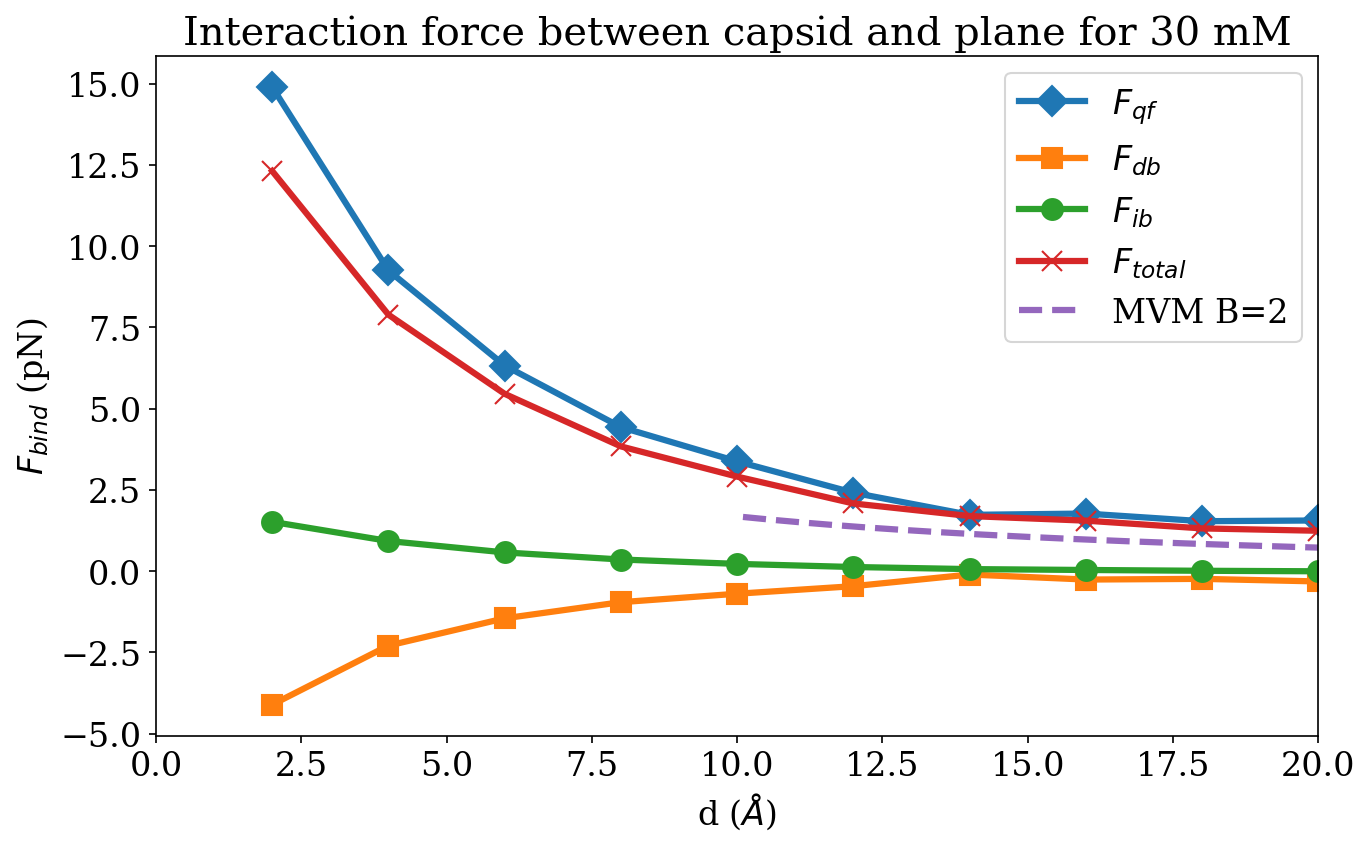 Interaction force between capsid and plane for 30 mM
15.0
12.5
10.0
7.5
5.0
2.5
0.0
−2.5
−5.0
F_bind (pN)
F_qf
F_db
F_ib
F_total
MVM B=2
0.0 2.5 5.0 7.5 10.0 12.5 15.0 17.5 20.0
d (Å)